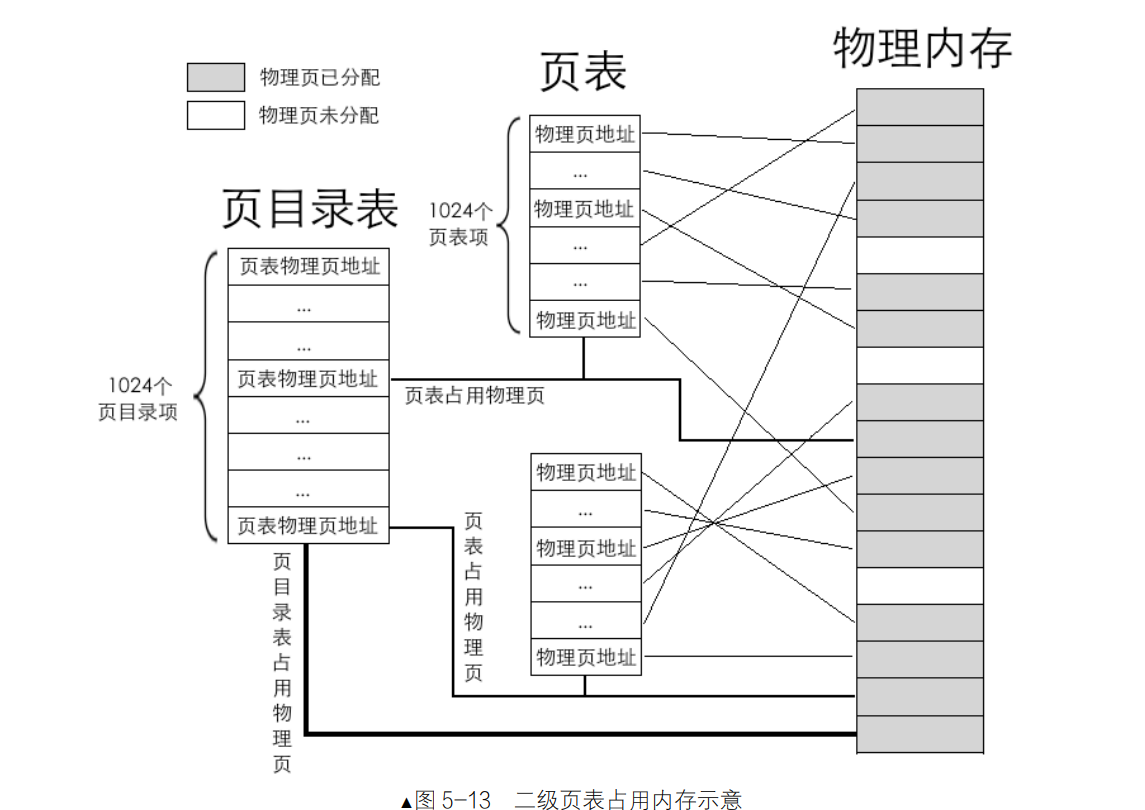 物理内存
页表
物理页已分配
物理页未分配
页目录表
1024个
页表项
物理页地址
...
物理页地址
...
...
物理页地址
1024个
页目录项
页表物理页地址
...
...
页表物理页地址
...
...
...
页表物理页地址
页表占用物理页
页表占用物理页
物理页地址
...
物理页地址
...
...
物理页地址
页目录表占用物理页
▲图 5-13 二级页表占用内存示意